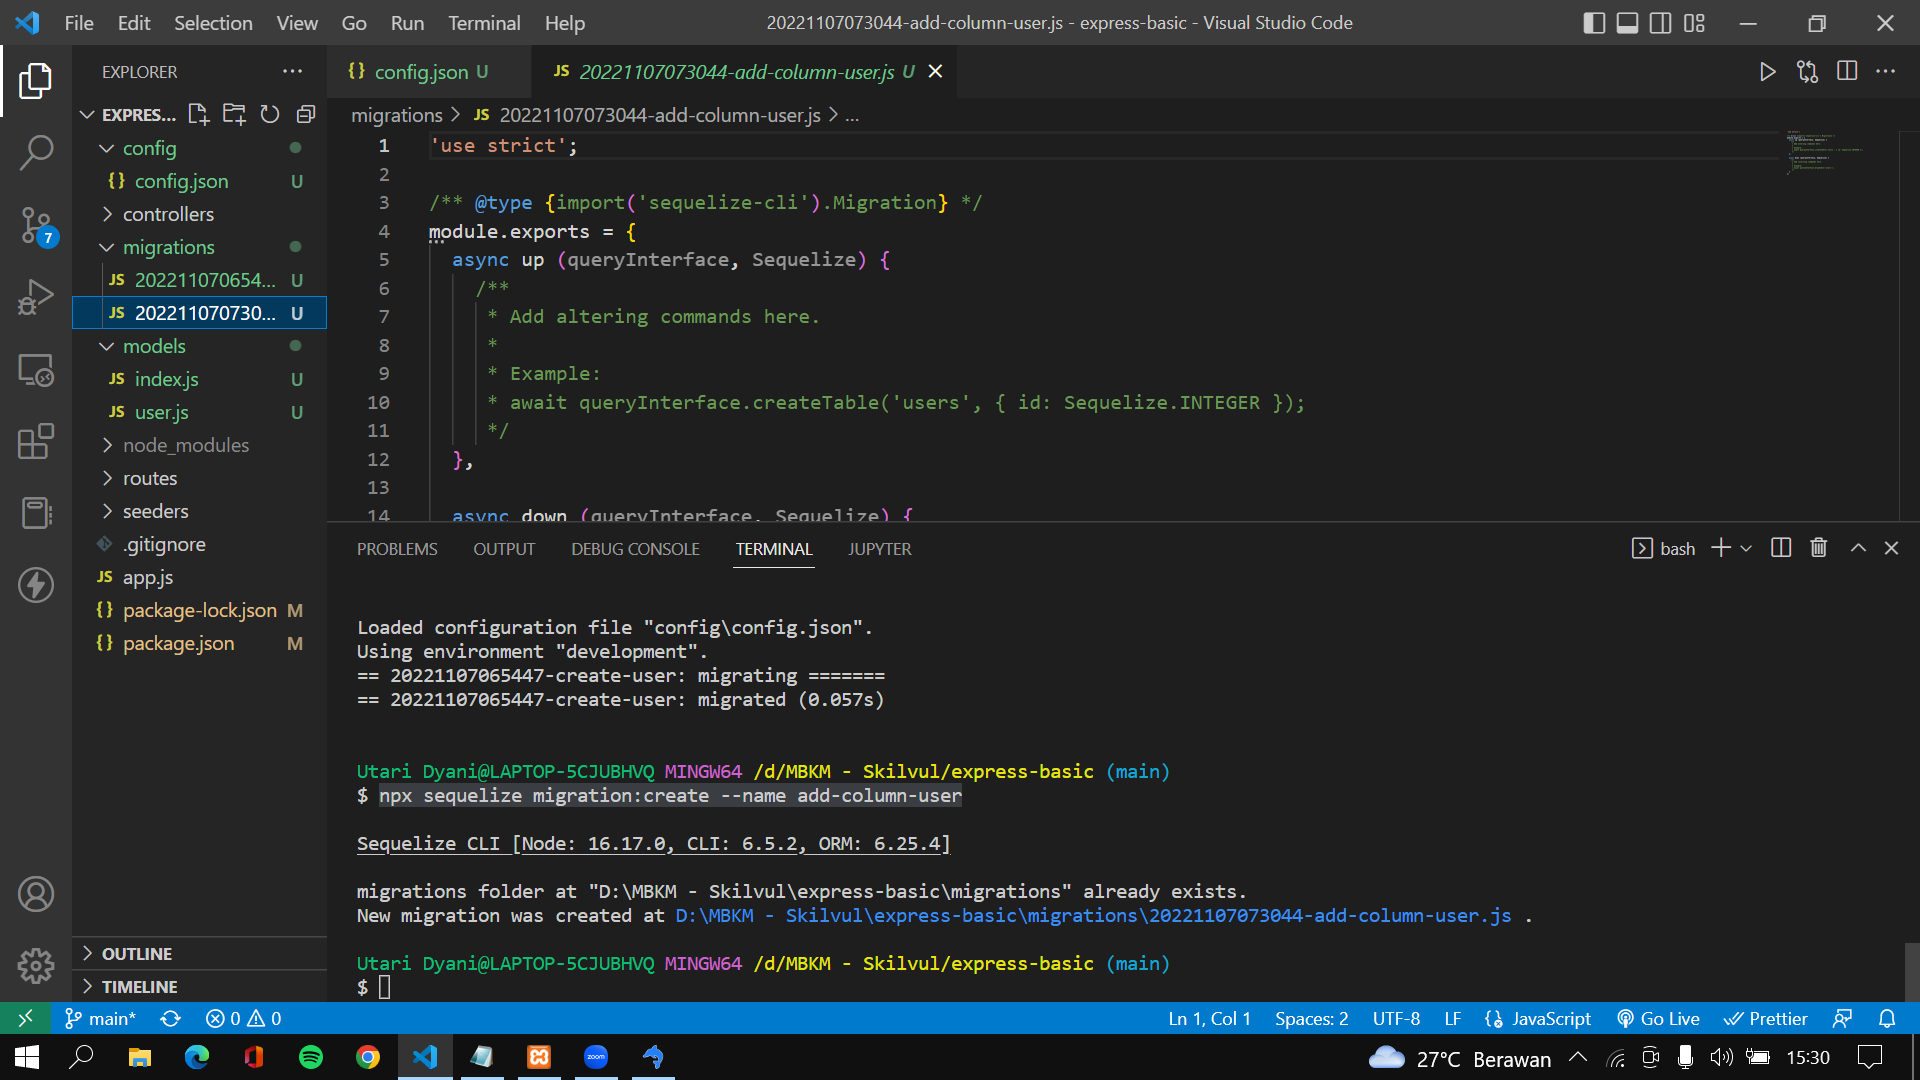 File Edit Selection View Go Run Terminal Help
20221107073044-add-column-user.js - express-basic - Visual Studio Code
EXPLORER
EXPRES...
config
config.json U
controllers
migrations
202211070654... U
202211070730... U
models
index.js U
user.js U
node_modules
routes
seeders
.gitignore
app.js
package-lock.json M
package.json M
OUTLINE
TIMELINE
7
{} config.json U
JS 20221107073044-add-column-user.js U
migrations > JS 20221107073044-add-column-user.js > ...
1 'use strict';
2
3 /** @type {import('sequelize-cli').Migration} */
4 module.exports = {
5 async up (queryInterface, Sequelize) {
6 /**
7 * Add altering commands here.
8 *
9 * Example:
10 * await queryInterface.createTable('users', { id: Sequelize.INTEGER });
11 */
12 },
13
14 async down (queryInterface, Sequelize) {
PROBLEMS OUTPUT DEBUG CONSOLE TERMINAL JUPYTER
bash
Loaded configuration file "config\config.json".
Using environment "development".
== 20221107065447-create-user: migrating =======
== 20221107065447-create-user: migrated (0.057s)
Utari Dyani@LAPTOP-5CJUBHVQ MINGW64 /d/MBKM - Skilvul/express-basic (main)
$ npx sequelize migration:create --name add-column-user
Sequelize CLI [Node: 16.17.0, CLI: 6.5.2, ORM: 6.25.4]
migrations folder at "D:\MBKM - Skilvul\express-basic\migrations" already exists.
New migration was created at D:\MBKM - Skilvul\express-basic\migrations\20221107073044-add-column-user.js .
Utari Dyani@LAPTOP-5CJUBHVQ MINGW64 /d/MBKM - Skilvul/express-basic (main)
$
main* 0 0 Ln 1, Col 1 Spaces: 2 UTF-8 LF {} JavaScript Go Live Prettier
zoom 27°C Berawan 15:30